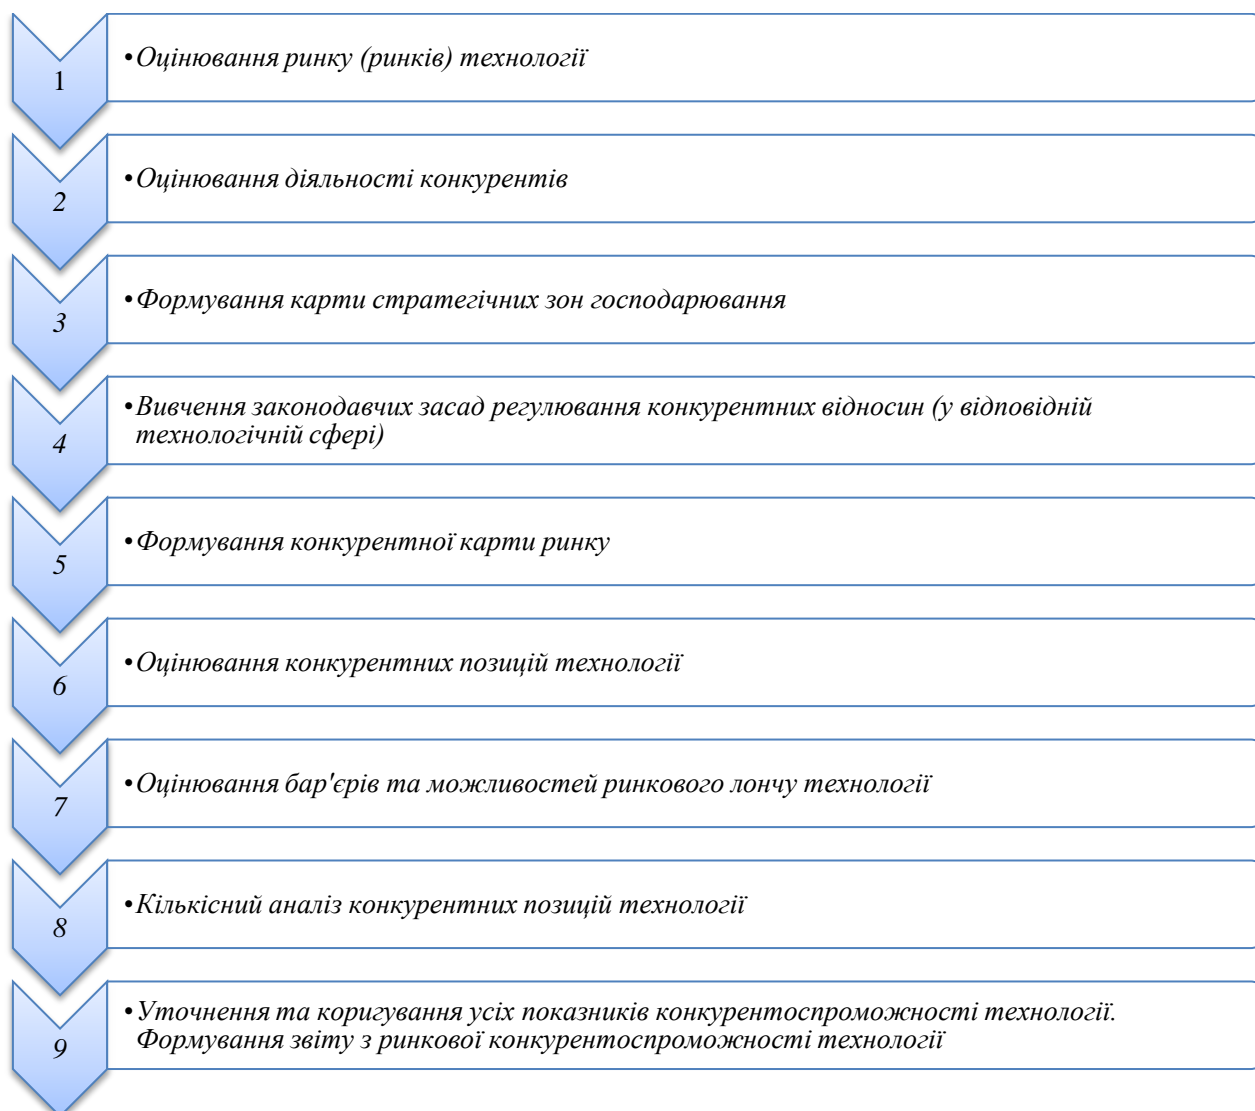 1
•Оцінювання ринку (ринків) технології
2
•Оцінювання діяльності конкурентів
3
•Формування карти стратегічних зон господарювання
4
•Вивчення законодавчих засад регулювання конкурентних відносин (у відповідній
технологічній сфері)
5
•Формування конкурентної карти ринку
6
•Оцінювання конкурентних позицій технології
7
•Оцінювання бар'єрів та можливостей ринкового лончу технології
8
•Кількісний аналіз конкурентних позицій технології
9
•Уточнення та коригування усіх показників конкурентоспроможності технології.
Формування звіту з ринкової конкурентоспроможності технології